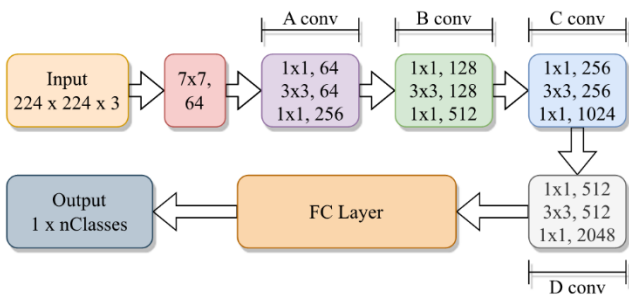 A conv
B conv
C conv
Input
224 x 224 x 3
7x7,
64
1x1, 64
3x3, 64
1x1, 256
1x1, 128
3x3, 128
1x1, 512
1x1, 256
3x3, 256
1x1, 1024
Output
1 x nClasses
FC Layer
1x1, 512
3x3, 512
1x1, 2048
D conv